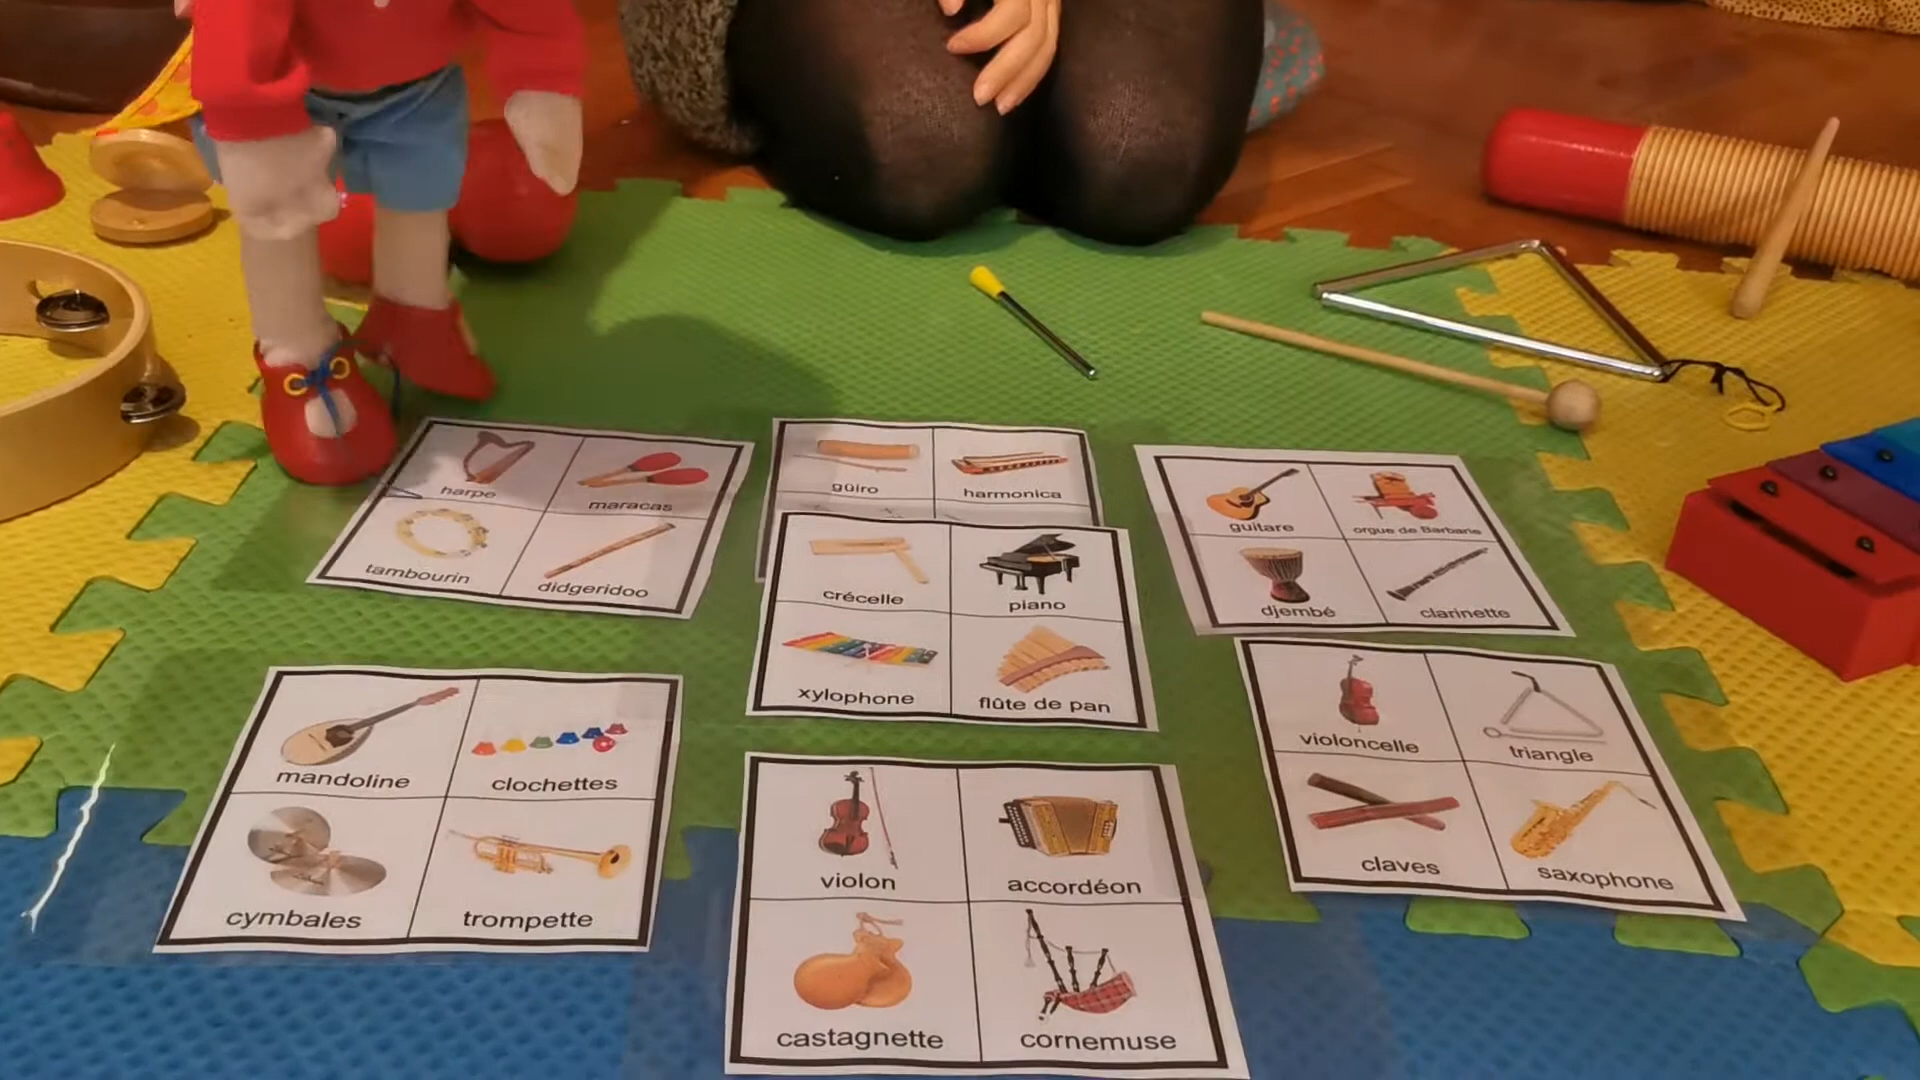 harpe
maracas
tambourin
didgeridoo
güiro
harmonica
guitare
orgue de Barbarie
djembé
clarinette
crécelle
piano
xylophone
flûte de pan
mandoline
clochettes
cymbales
trompette
violon
accordéon
castagnette
cornemuse
violoncelle
triangle
claves
saxophone